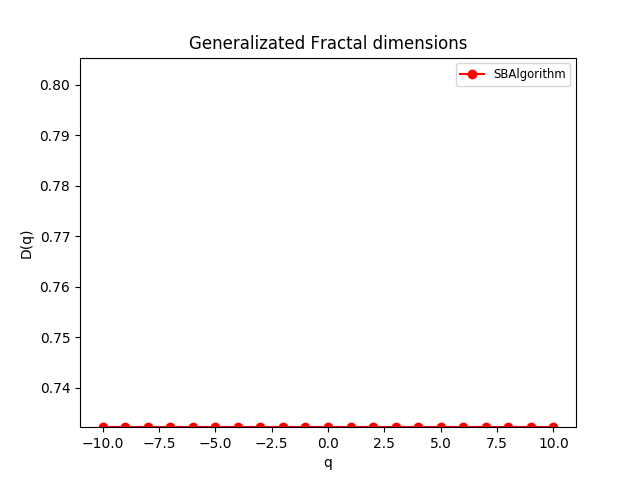 Generalizated Fractal dimensions
SBAlgorithm
0.80
0.79
0.78
0.77
0.76
0.75
0.74
D(q)
−10.0 −7.5 −5.0 −2.5 0.0 2.5 5.0 7.5 10.0
q